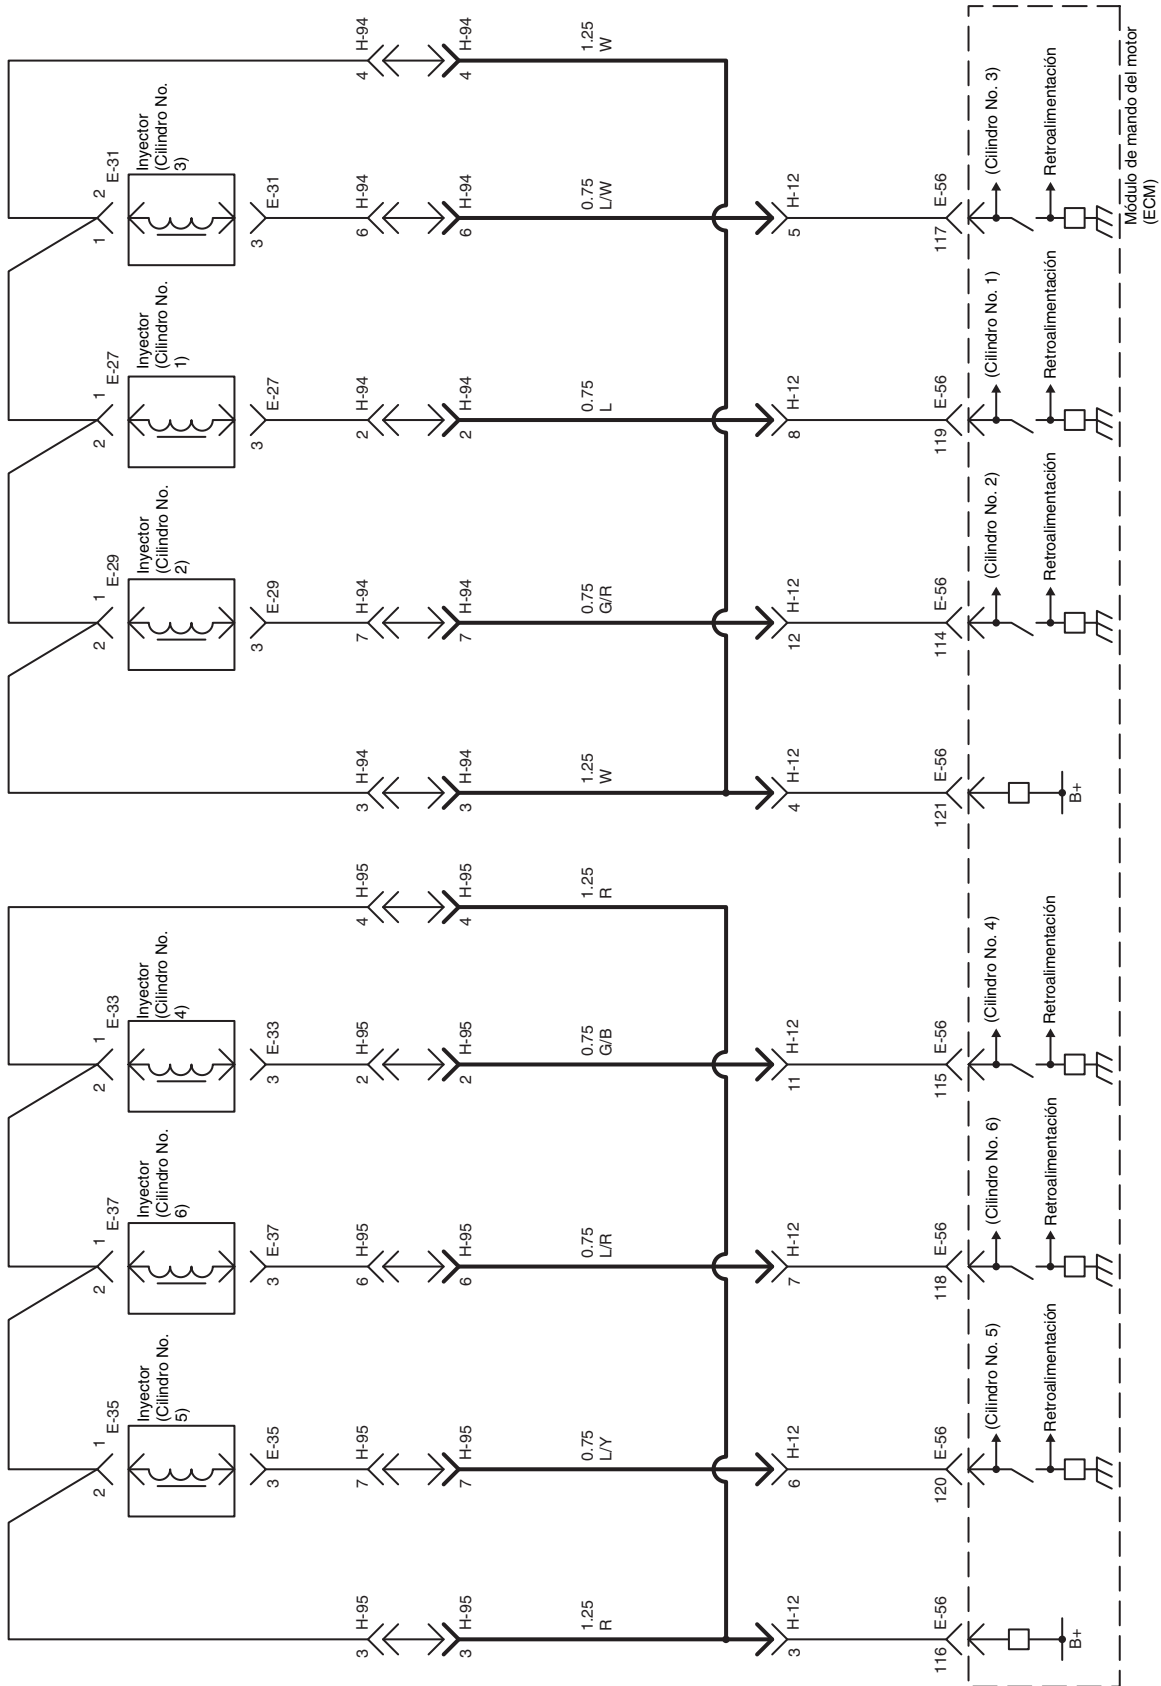 2
1
E-35
2
1
E-37
2
1
E-33
2
1
E-29
2
1
E-27
1
2
E-31
Inyector
(Cilindro No.
5)
Inyector
(Cilindro No.
6)
Inyector
(Cilindro No.
4)
Inyector
(Cilindro No.
2)
Inyector
(Cilindro No.
1)
Inyector
(Cilindro No.
3)
3 E-35
3 E-37
3 E-33
3 E-29
3 E-27
3 E-31
3 H-95
7 H-95
6 H-95
2 H-95
4 H-95
3 H-94
7 H-94
2 H-94
6 H-94
4 H-94
3 H-95
7 H-95
6 H-95
2 H-95
4 H-95
3 H-94
7 H-94
2 H-94
6 H-94
4 H-94
1.25
R
0.75
L/Y
0.75
L/R
0.75
G/B
1.25
R
1.25
W
0.75
G/R
0.75
L
0.75
L/W
1.25
W
3 H-12
6 H-12
7 H-12
11 H-12
4 H-12
12 H-12
8 H-12
5 H-12
116 E-56
120 E-56
118 E-56
115 E-56
121 E-56
114 E-56
119 E-56
117 E-56
(Cilindro No. 5)
(Cilindro No. 6)
(Cilindro No. 4)
(Cilindro No. 2)
(Cilindro No. 1)
(Cilindro No. 3)
Retroalimentación
Retroalimentación
Retroalimentación
Retroalimentación
Retroalimentación
Retroalimentación
B+
B+
Módulo de mando del motor
(ECM)